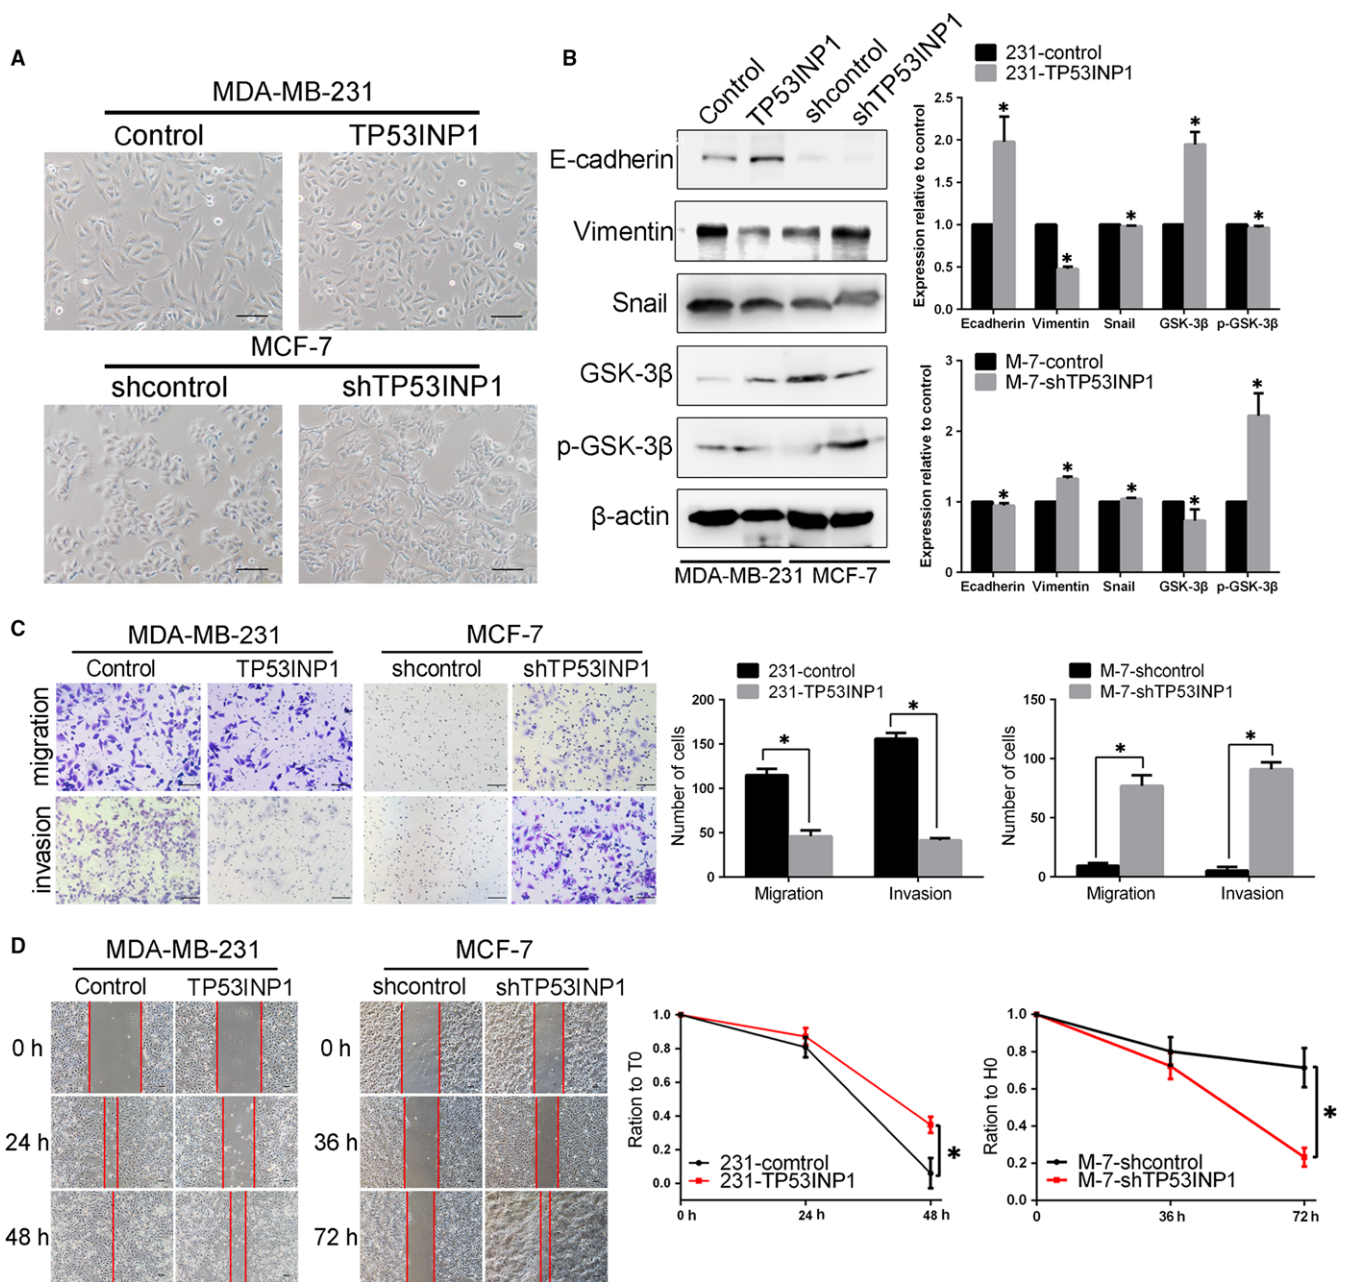 A
MDA-MB-231
Control TP53INP1
MCF-7
shcontrol shTP53INP1
B
Control TP53INP1 shcontrol shTP53INP1
E-cadherin
Vimentin
Snail
GSK-3β
p-GSK-3β
β-actin
MDA-MB-231 MCF-7
231-control
231-TP53INP1
Expression relative to control
2.5
2.0
1.5
1.0
0.5
0.0
* * * * *
Ecadherin Vimentin Snail GSK-3β p-GSK-3β
M-7-control
M-7-shTP53INP1
Expression relative to control
3
2
1
0
* * * * *
Ecadherin Vimentin Snail GSK-3β p-GSK-3β
C
MDA-MB-231 MCF-7
Control TP53INP1 shcontrol shTP53INP1
migration
invasion
231-control
231-TP53INP1
Number of cells
200
150
100
50
0
* *
Migration Invasion
M-7-shcontrol
M-7-shTP53INP1
Number of cells
150
100
50
0
* *
Migration Invasion
D
MDA-MB-231 MCF-7
Control TP53INP1 shcontrol shTP53INP1
0 h 0 h
24 h 36 h
48 h 72 h
Ration to T0
1.0
0.8
0.6
0.4
0.2
0.0
231-comtrol
231-TP53INP1
*
0 h 24 h 48 h
Ration to H0
1.0
0.8
0.6
0.4
0.2
0.0
M-7-shcontrol
M-7-shTP53INP1
*
0 36 h 72 h